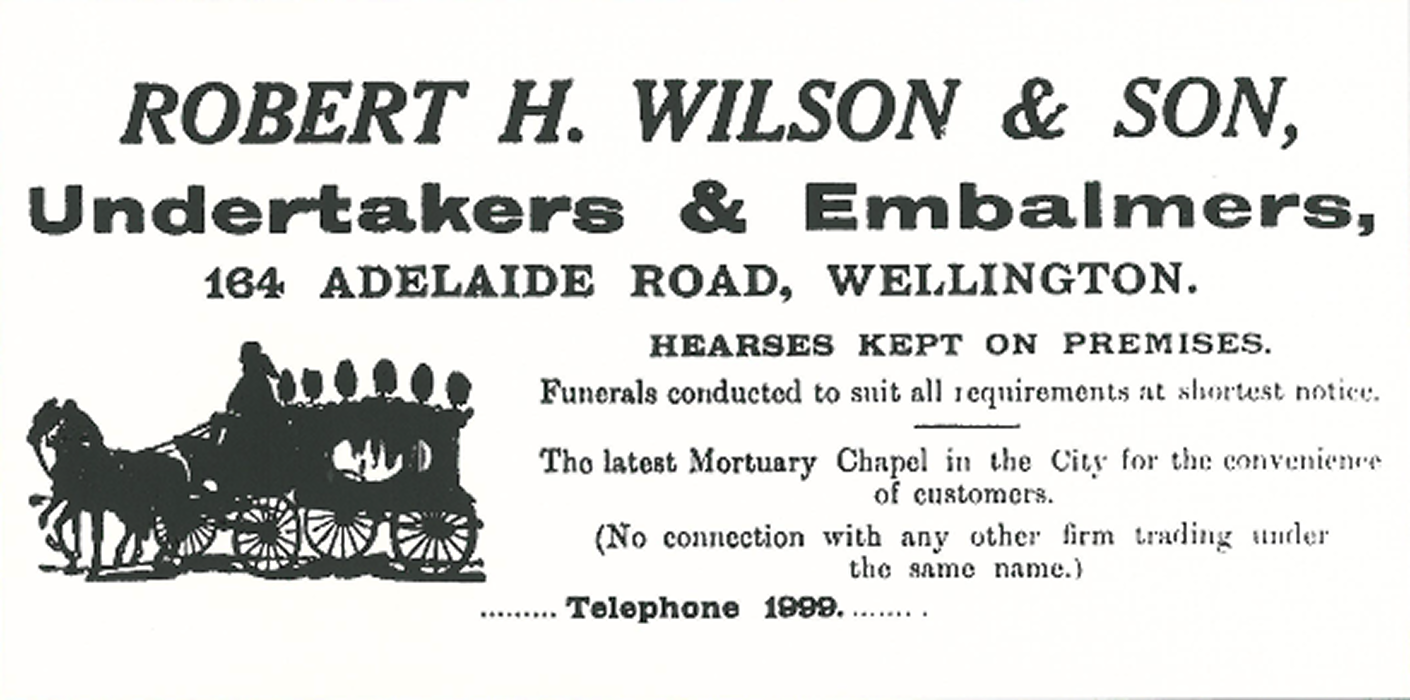 ROBERT H. WILSON & SON,
Undertakers & Embalmers,
164 ADELAIDE ROAD, WELLINGTON.
HEARSES KEPT ON PREMISES.
Funerals conducted to suit all requirements at shortest notice.
The latest Mortuary Chapel in the City for the convenience
of customers.
(No connection with any other firm trading under
the same name.)
......... Telephone 1999. ....... .